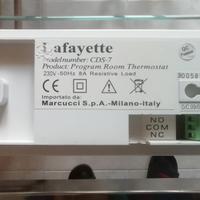 Lafayette
Modelnumber: CDS-7
Product: Program Room Thermostat
230V~50Hz 8A Resistive Load
Importato da
Marcucci S.p.A.-Milano-Italy
NO
COM
NC